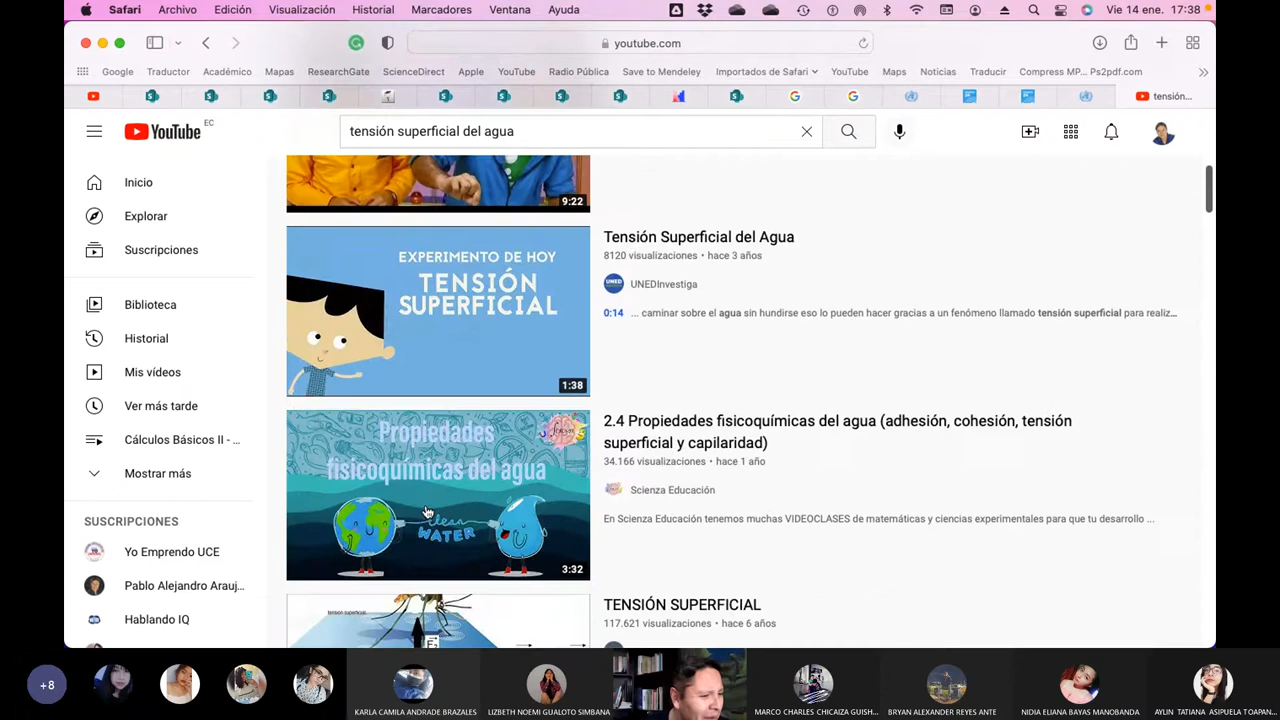 Safari Archivo Edición Visualización Historial Marcadores Ventana Ayuda Vie 14 ene. 17:38
youtube.com
Google Traductor Académico Mapas ResearchGate ScienceDirect Apple YouTube Radio Pública Save to Mendeley Importados de Safari YouTube Maps Noticias Traducir Compress MP... Ps2pdf.com
tensión...
YouTube EC
tensión superficial del agua
Inicio
Explorar
Suscripciones
Biblioteca
Historial
Mis vídeos
Ver más tarde
Cálculos Básicos II - ...
Mostrar más
SUSCRIPCIONES
Yo Emprendo UCE
Pablo Alejandro Arauj...
Hablando IQ
9:22
EXPERIMENTO DE HOY
TENSIÓN
SUPERFICIAL
1:38
Tensión Superficial del Agua
8120 visualizaciones • hace 3 años
UNED UNEDInvestiga
0:14 ... caminar sobre el agua sin hundirse eso lo pueden hacer gracias a un fenómeno llamado tensión superficial para realiz...
Propiedades
fisicoquímicas del agua
clean
WATER
3:32
2.4 Propiedades fisicoquímicas del agua (adhesión, cohesión, tensión
superficial y capilaridad)
34.166 visualizaciones • hace 1 año
Scienza Educación
En Scienza Educación tenemos muchas VIDEOCLASES de matemáticas y ciencias experimentales para que tu desarrollo ...
tensión superficial.
TENSIÓN SUPERFICIAL
117.621 visualizaciones • hace 6 años
+8
KARLA CAMILA ANDRADE BRAZALES
LIZBETH NOEMI GUALOTO SIMBANA
MARCO CHARLES CHICAIZA GUISH...
BRYAN ALEXANDER REYES ANTE
NIDIA ELIANA BAYAS MANOBANDA
AYLIN TATIANA ASIPUELA TOAPAN...